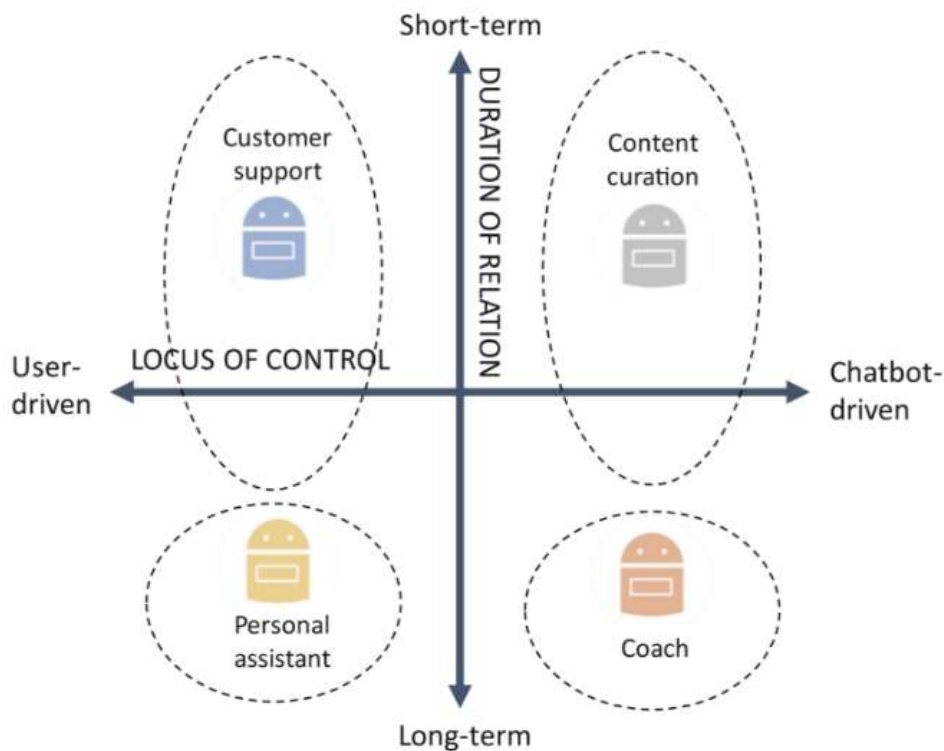 Short-term
DURATION OF RELATION
Customer
support
Content
curation
LOCUS OF CONTROL
User-
driven
Chatbot-
driven
Personal
assistant
Coach
Long-term